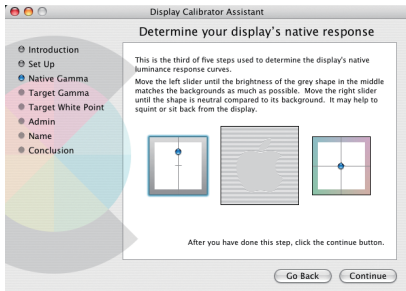 Display Calibrator Assistant
Determine your display's native response
Introduction
Set Up
Native Gamma
Target Gamma
Target White Point
Admin
Name
Conclusion
This is the third of five steps used to determine the display's native
luminance response curves.
Move the left slider until the brightness of the grey shape in the middle
matches the backgrounds as much as possible. Move the right slider
until the shape is neutral compared to its background. It may help to
squint or sit back from the display.
After you have done this step, click the continue button.
Go Back
Continue